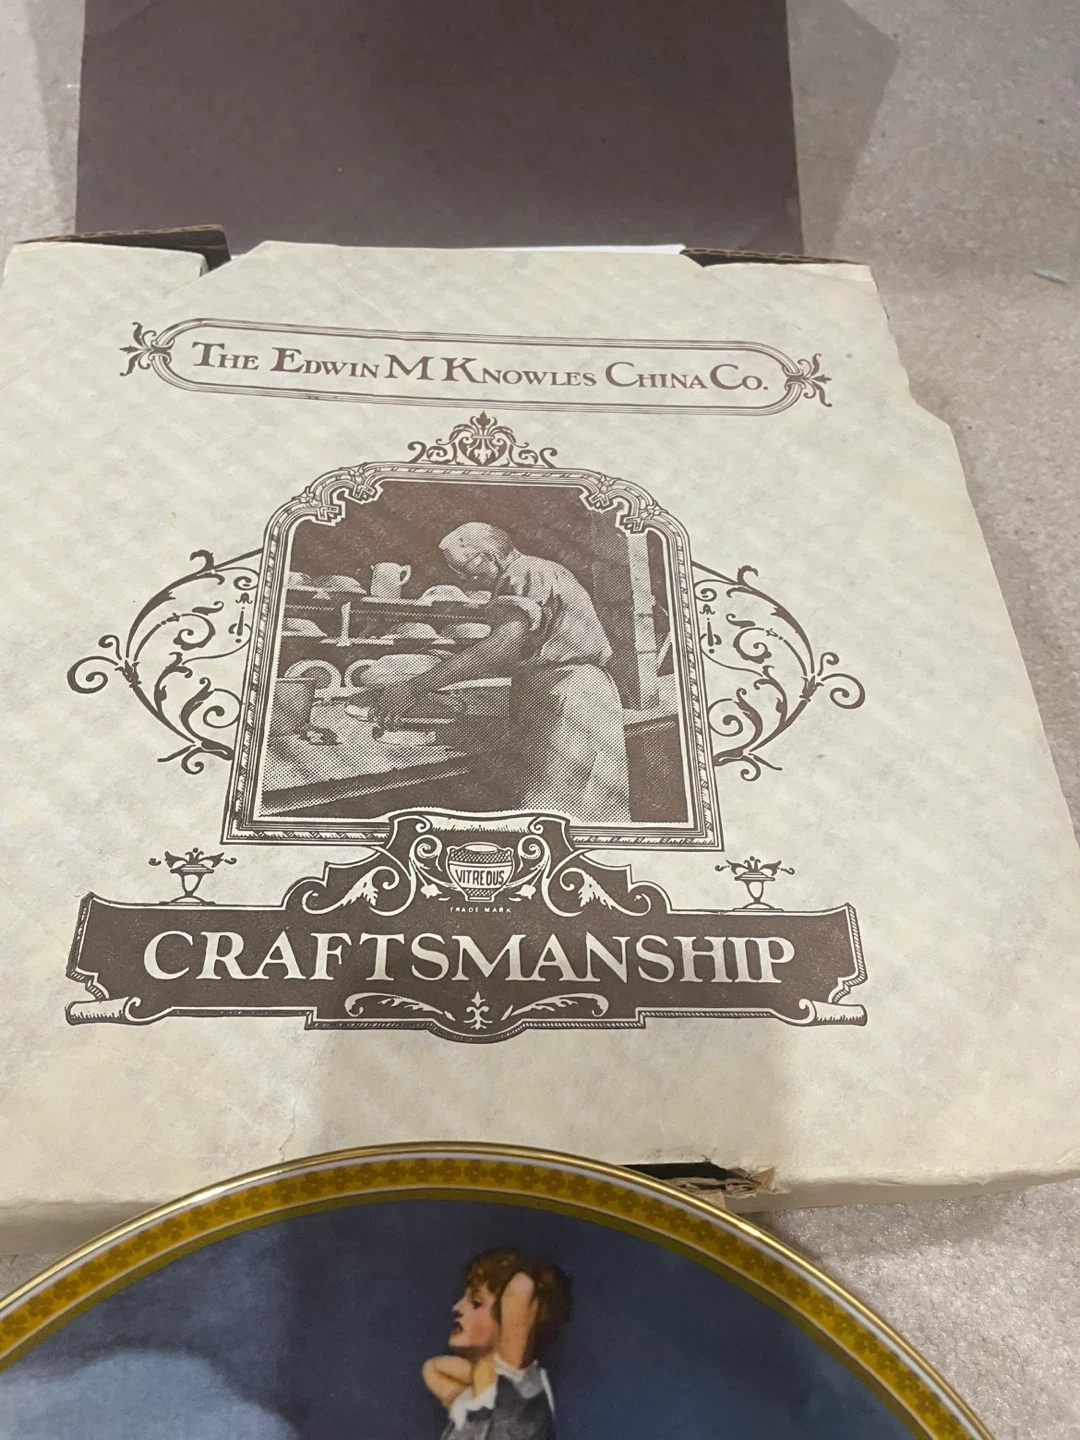 THE EDWIN M KNOWLES CHINA CO.
VITREOUS
TRADE MARK
CRAFTSMANSHIP